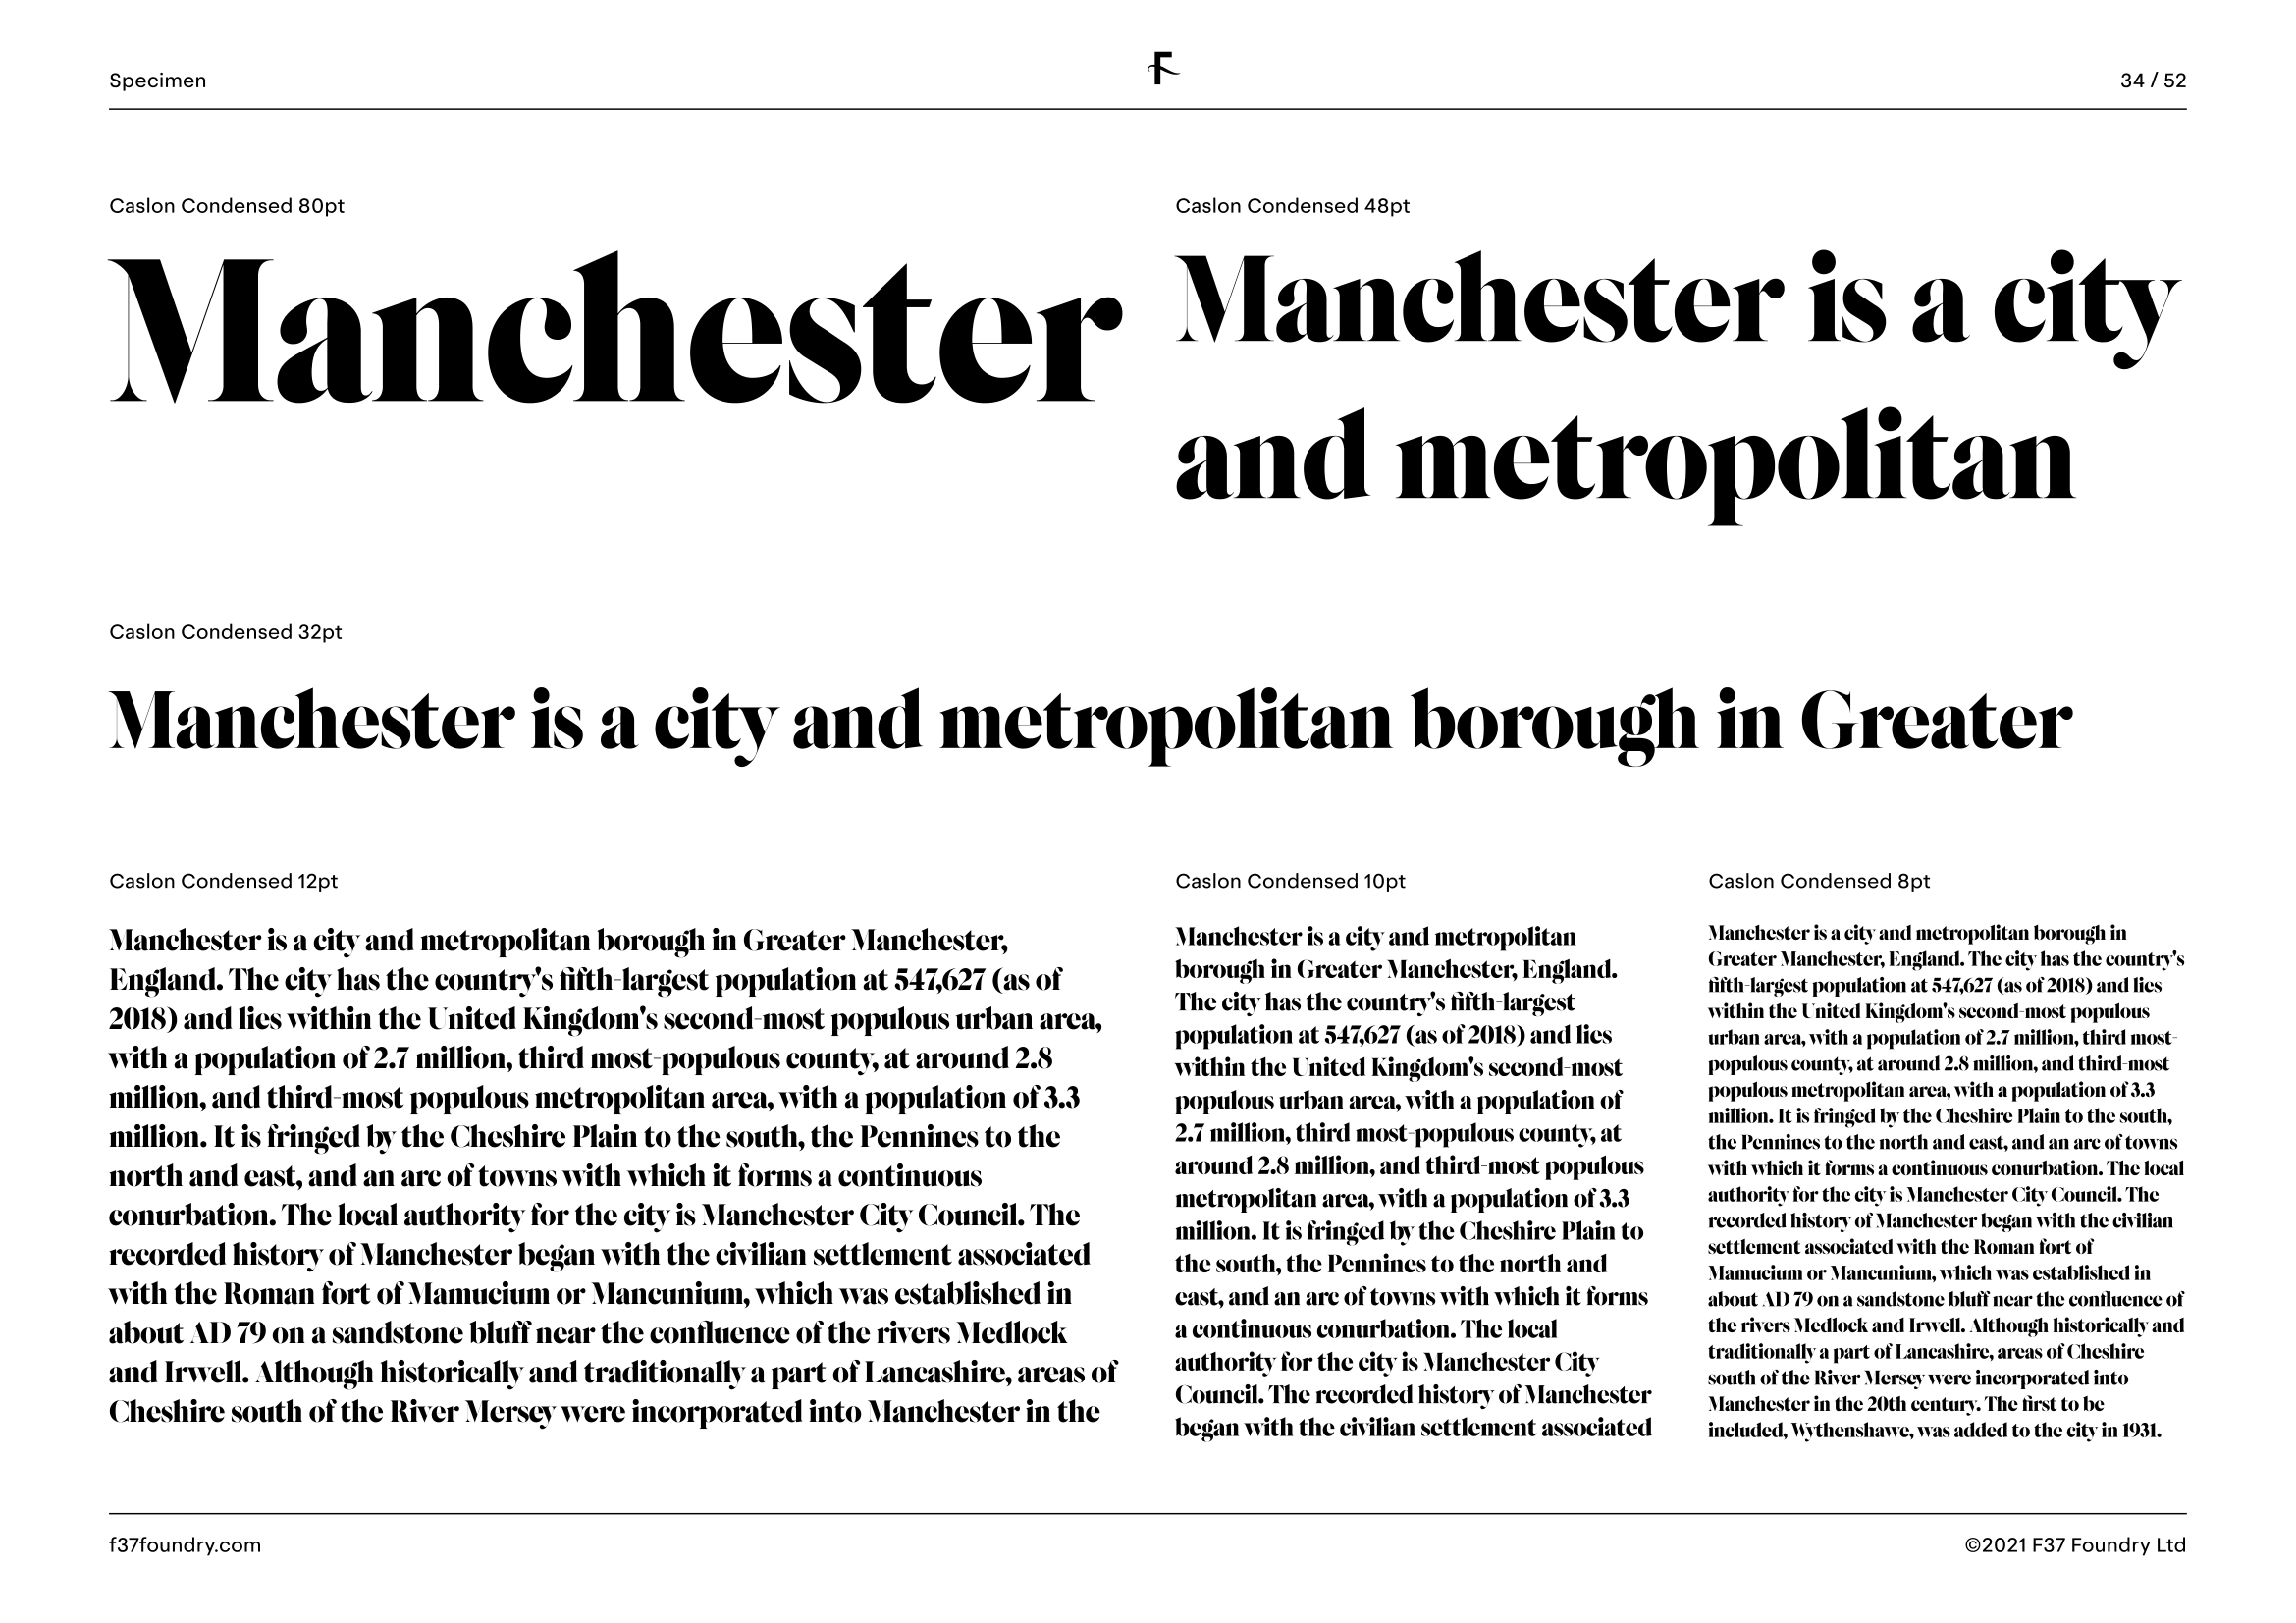 Specimen
F
34 / 52
Caslon Condensed 80pt
Manchester
Caslon Condensed 48pt
Manchester is a city
and metropolitan
Caslon Condensed 32pt
Manchester is a city and metropolitan borough in Greater
Caslon Condensed 12pt
Manchester is a city and metropolitan borough in Greater Manchester,
England. The city has the country's fifth-largest population at 547,627 (as of
2018) and lies within the United Kingdom's second-most populous urban area,
with a population of 2.7 million, third most-populous county, at around 2.8
million, and third-most populous metropolitan area, with a population of 3.3
million. It is fringed by the Cheshire Plain to the south, the Pennines to the
north and east, and an arc of towns with which it forms a continuous
conurbation. The local authority for the city is Manchester City Council. The
recorded history of Manchester began with the civilian settlement associated
with the Roman fort of Mamucium or Mancunium, which was established in
about AD 79 on a sandstone bluff near the confluence of the rivers Medlock
and Irwell. Although historically and traditionally a part of Lancashire, areas of
Cheshire south of the River Mersey were incorporated into Manchester in the
Caslon Condensed 10pt
Manchester is a city and metropolitan
borough in Greater Manchester, England.
The city has the country's fifth-largest
population at 547,627 (as of 2018) and lies
within the United Kingdom's second-most
populous urban area, with a population of
2.7 million, third most-populous county, at
around 2.8 million, and third-most populous
metropolitan area, with a population of 3.3
million. It is fringed by the Cheshire Plain to
the south, the Pennines to the north and
east, and an arc of towns with which it forms
a continuous conurbation. The local
authority for the city is Manchester City
Council. The recorded history of Manchester
began with the civilian settlement associated
Caslon Condensed 8pt
Manchester is a city and metropolitan borough in
Greater Manchester, England. The city has the country's
fifth-largest population at 547,627 (as of 2018) and lies
within the United Kingdom's second-most populous
urban area, with a population of 2.7 million, third most-
populous county, at around 2.8 million, and third-most
populous metropolitan area, with a population of 3.3
million. It is fringed by the Cheshire Plain to the south,
the Pennines to the north and east, and an arc of towns
with which it forms a continuous conurbation. The local
authority for the city is Manchester City Council. The
recorded history of Manchester began with the civilian
settlement associated with the Roman fort of
Mamucium or Mancunium, which was established in
about AD 79 on a sandstone bluff near the confluence of
the rivers Medlock and Irwell. Although historically and
traditionally a part of Lancashire, areas of Cheshire
south of the River Mersey were incorporated into
Manchester in the 20th century. The first to be
included, Wythenshawe, was added to the city in 1931.
f37foundry.com
©2021 F37 Foundry Ltd